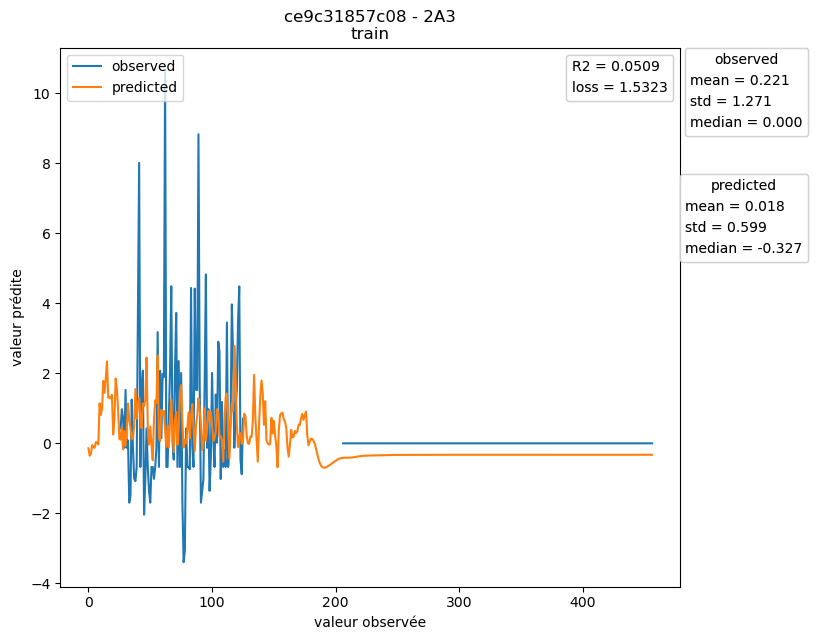 ce9c31857c08 - 2A3
train
observed
predicted
R2 = 0.0509
loss = 1.5323
observed
mean = 0.221
std = 1.271
median = 0.000
predicted
mean = 0.018
std = 0.599
median = -0.327
10
8
6
4
2
0
−2
−4
valeur prédite
0
100
200
300
400
valeur observée